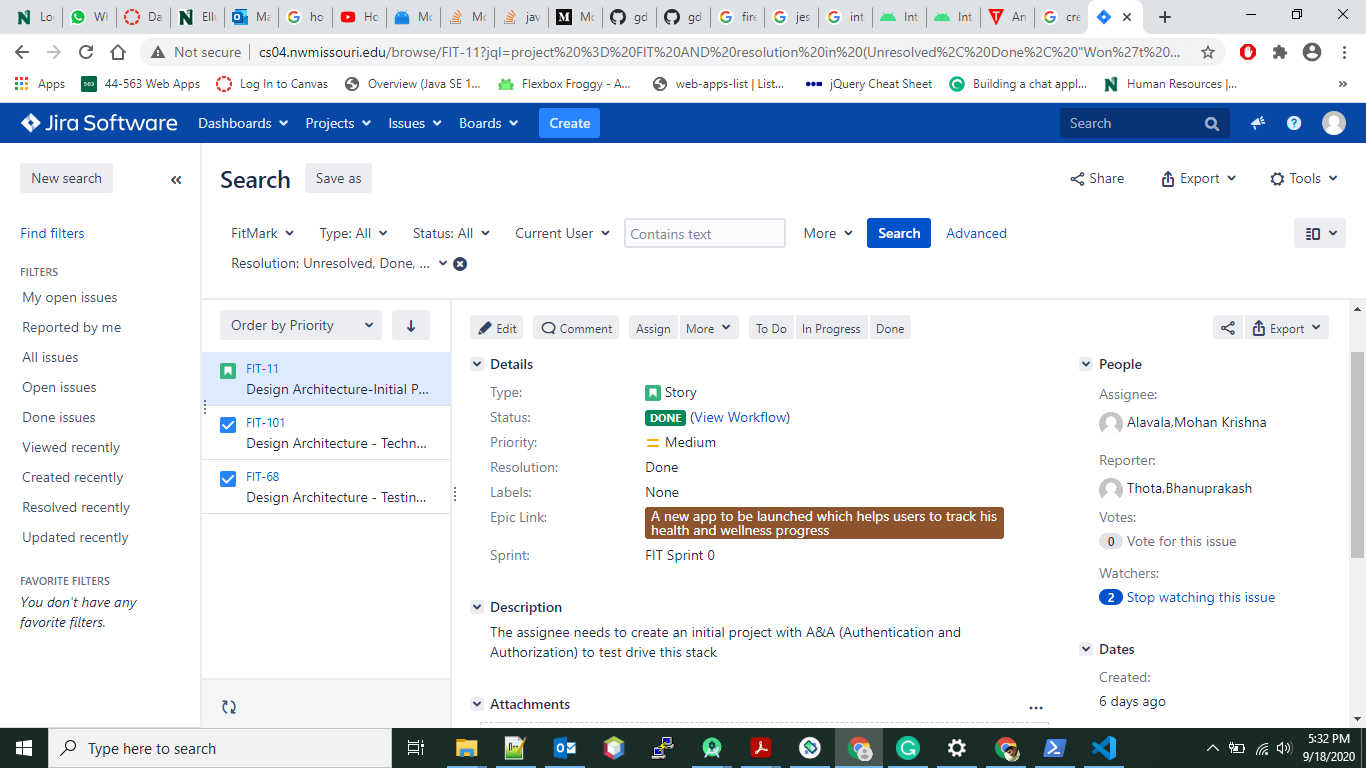 Lo
Wh
Da
Ellu
Ma
ho
Ho
Mo
Mo
jav
Mo
gd
gd
fire
jes
int
Int
Int
An
cre
Not secure cs04.nwmissouri.edu/browse/FIT-11?jql=project%20%3D%20FIT%20AND%20resolution%20in%20(Unresolved%2C%20Done%2C%20"Won%27t%20...
Apps 44-563 Web Apps Log In to Canvas Overview (Java SE 1... Flexbox Froggy - A... web-apps-list | List... jQuery Cheat Sheet Building a chat appl... Human Resources |...
Jira Software Dashboards Projects Issues Boards Create Search
New search
Search Save as Share Export Tools
Find filters
FitMark Type: All Status: All Current User Contains text More Search Advanced
Resolution: Unresolved, Done, ...
FILTERS
My open issues
Reported by me
All issues
Open issues
Done issues
Viewed recently
Created recently
Resolved recently
Updated recently
FAVORITE FILTERS
You don't have any
favorite filters.
Order by Priority
FIT-11
Design Architecture-Initial P...
FIT-101
Design Architecture - Techn...
FIT-68
Design Architecture - Testin...
Edit Comment Assign More To Do In Progress Done Export
Details
Type: Story
Status: DONE (View Workflow)
Priority: Medium
Resolution: Done
Labels: None
Epic Link: A new app to be launched which helps users to track his
health and wellness progress
Sprint: FIT Sprint 0
Description
The assignee needs to create an initial project with A&A (Authentication and
Authorization) to test drive this stack
Attachments
People
Assignee:
Alavala,Mohan Krishna
Reporter:
Thota,Bhanuprakash
Votes:
0 Vote for this issue
Watchers:
2 Stop watching this issue
Dates
Created:
6 days ago
Type here to search
5:32 PM
9/18/2020